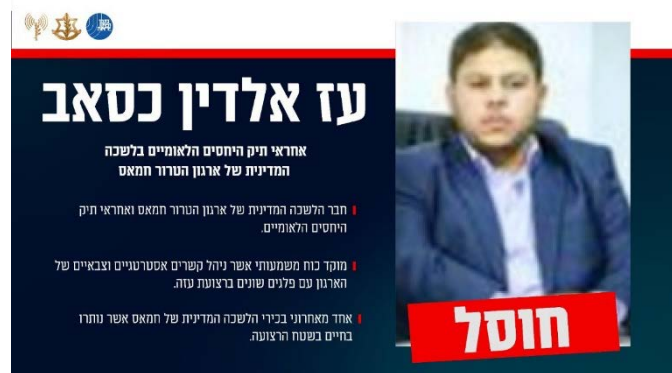 עז אלדין כסאב
אחראי תיק היחסים הלאומיים בלשכה
המדינית של ארגון הטרור חמאס
חבר הלשכה המדינית של ארגון הטרור חמאס ואחראי תיק
היחסים הלאומיים.
מוקד כוח משמעותי אשר ניהל קשרים אסטרטגיים וצבאיים של
הארגון עם פלגים שונים ברצועת עזה.
אחד מאחרוני בכירי הלשכה המדינית של חמאס אשר נותרו
בחיים בשטח הרצועה.
חוסל